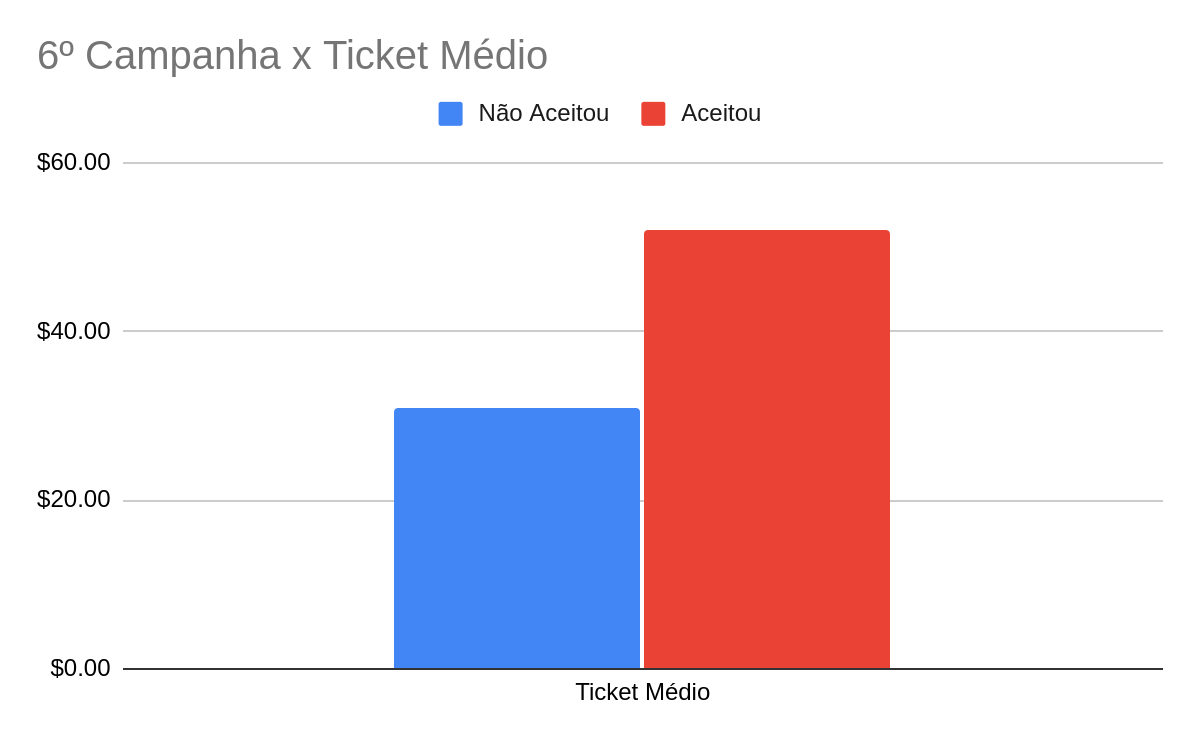 6º Campanha x Ticket Médio
Não Aceitou Aceitou
$60.00
$40.00
$20.00
$0.00
Ticket Médio